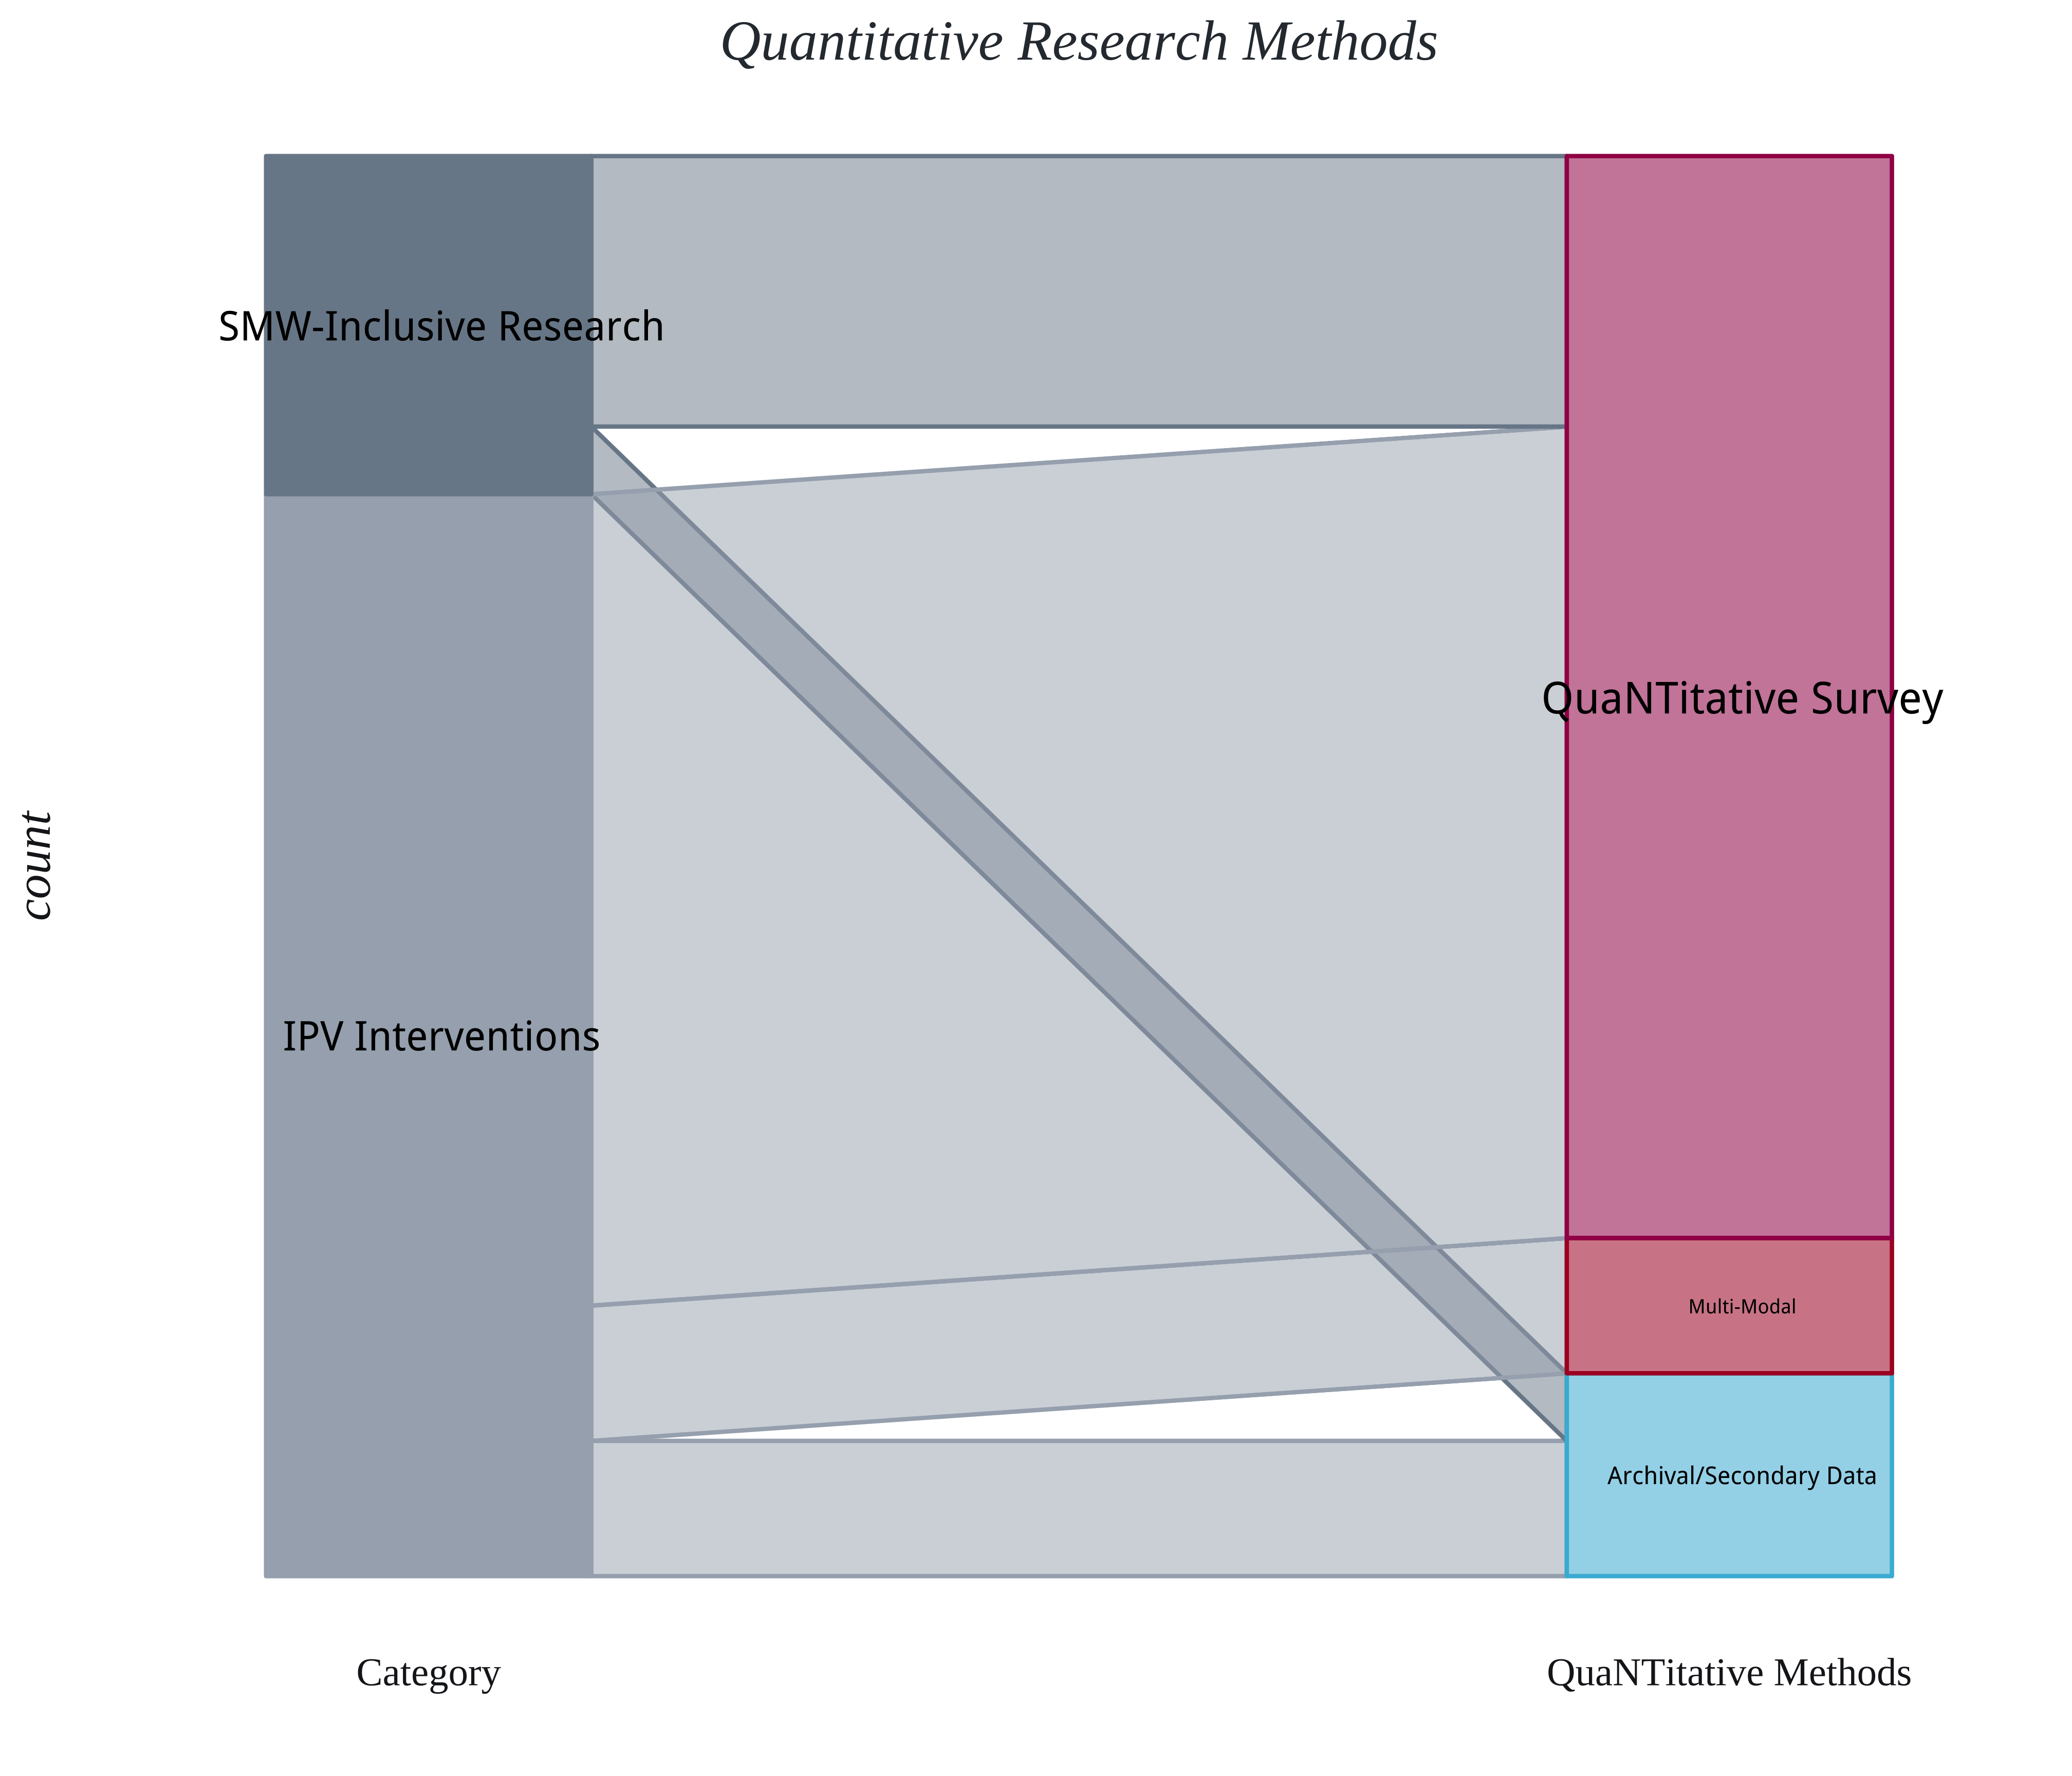 Quantitative Research Methods
SMW-Inclusive Research
QuaNTitative Survey
count
IPV Interventions
Multi-Modal
Archival/Secondary Data
Category
QuaNTitative Methods